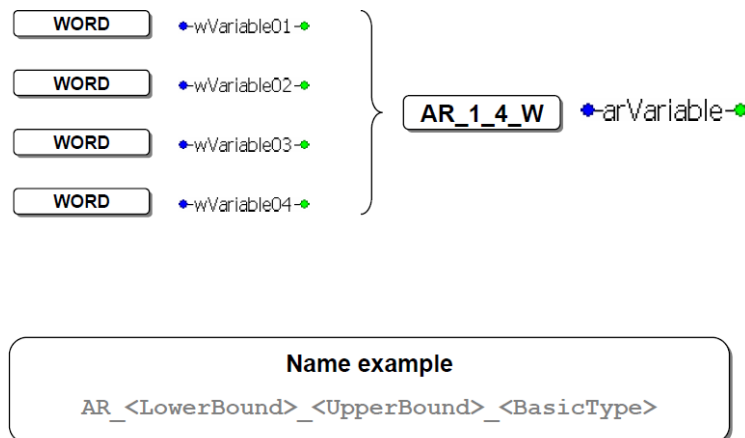 WORD wVariable01
WORD wVariable02
AR_1_4_W arVariable
WORD wVariable03
WORD wVariable04
Name example
AR_<LowerBound>_<UpperBound>_<BasicType>